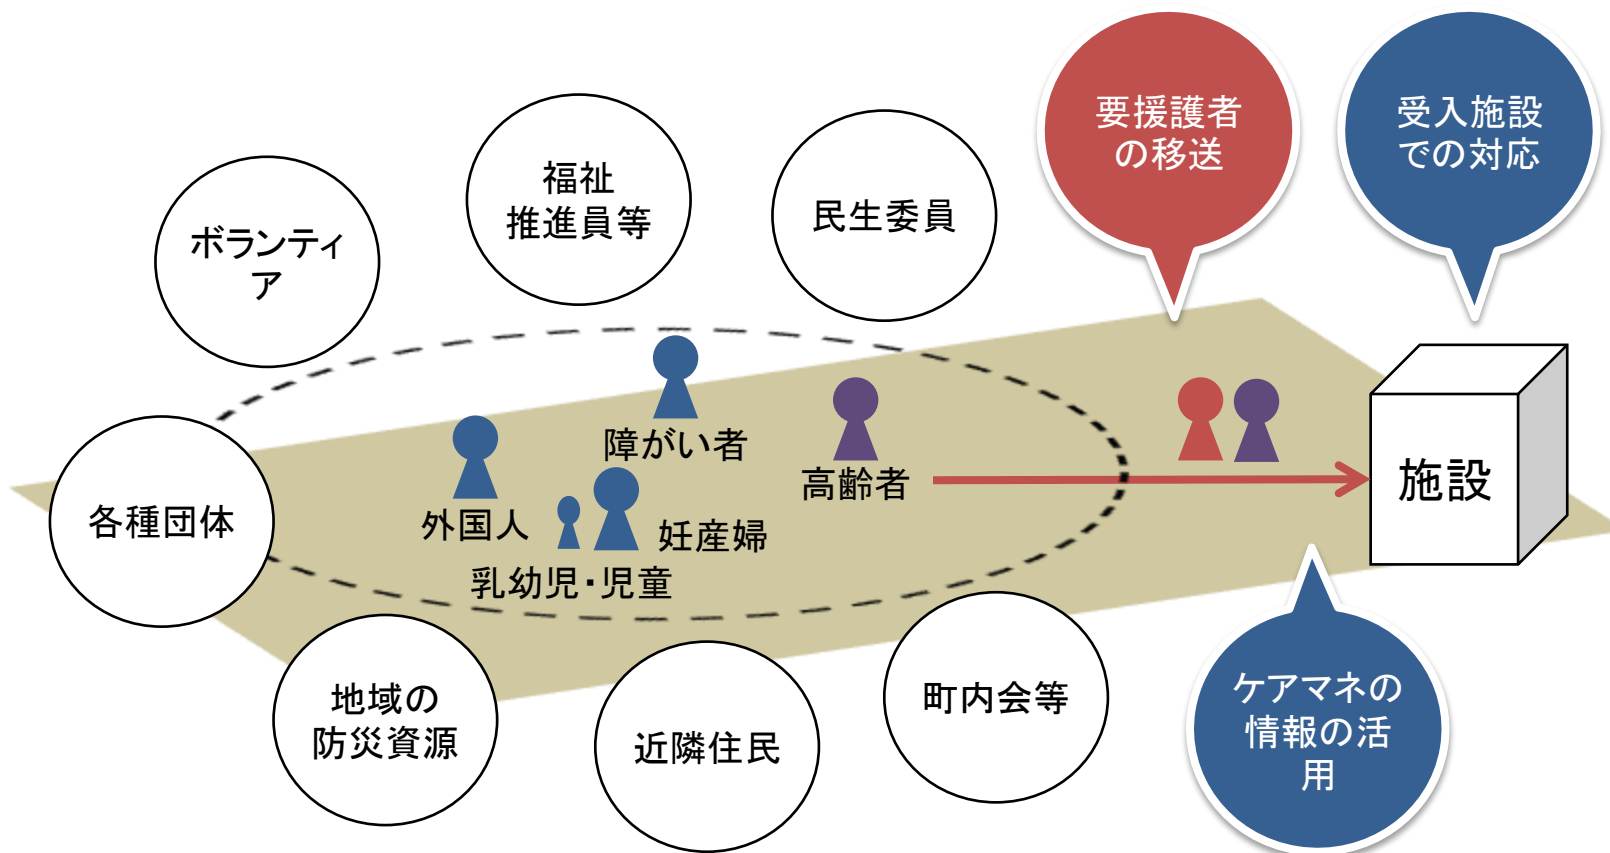 要援護者
の移送
受入施設
での対応
福祉
推進員等
民生委員
ボランティ
ア
障がい者
高齢者
施設
各種団体
外国人
妊産婦
乳幼児・児童
地域の
防災資源
近隣住民
町内会等
ケアマネの
情報の活
用